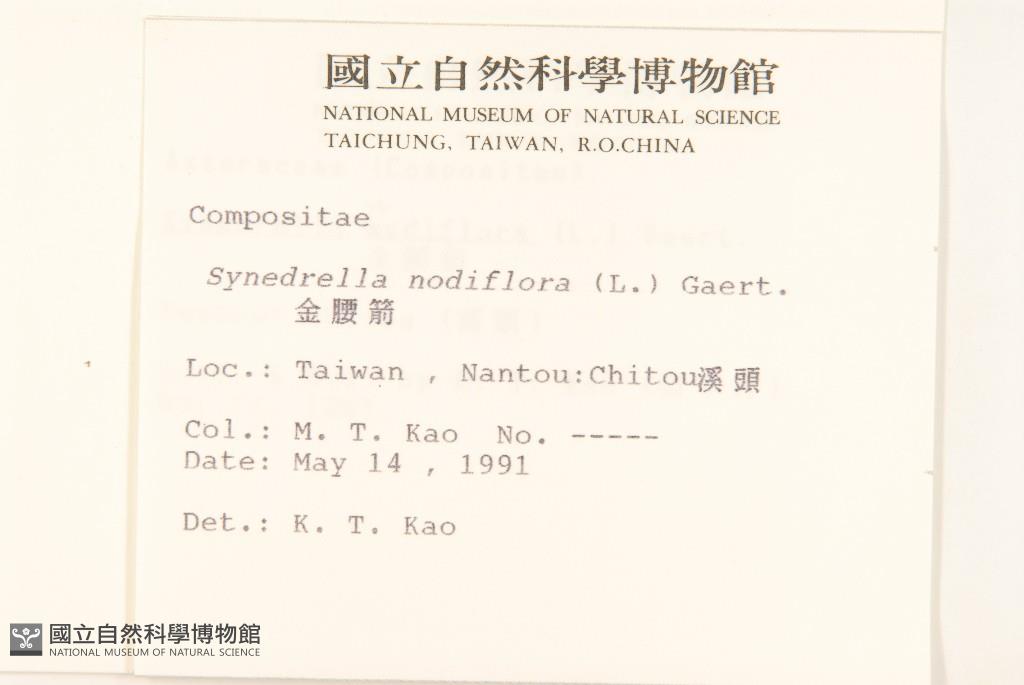 國立自然科學博物館
NATIONAL MUSEUM OF NATURAL SCIENCE
TAICHUNG, TAIWAN, R.O.CHINA
Compositae
Synedrella nodiflora (L.) Gaert.
金腰箭
Loc.: Taiwan , Nantou:Chitou溪頭
Col.: M. T. Kao No. -----
Date: May 14 , 1991
Det.: K. T. Kao
國立自然科學博物館
NATIONAL MUSEUM OF NATURAL SCIENCE